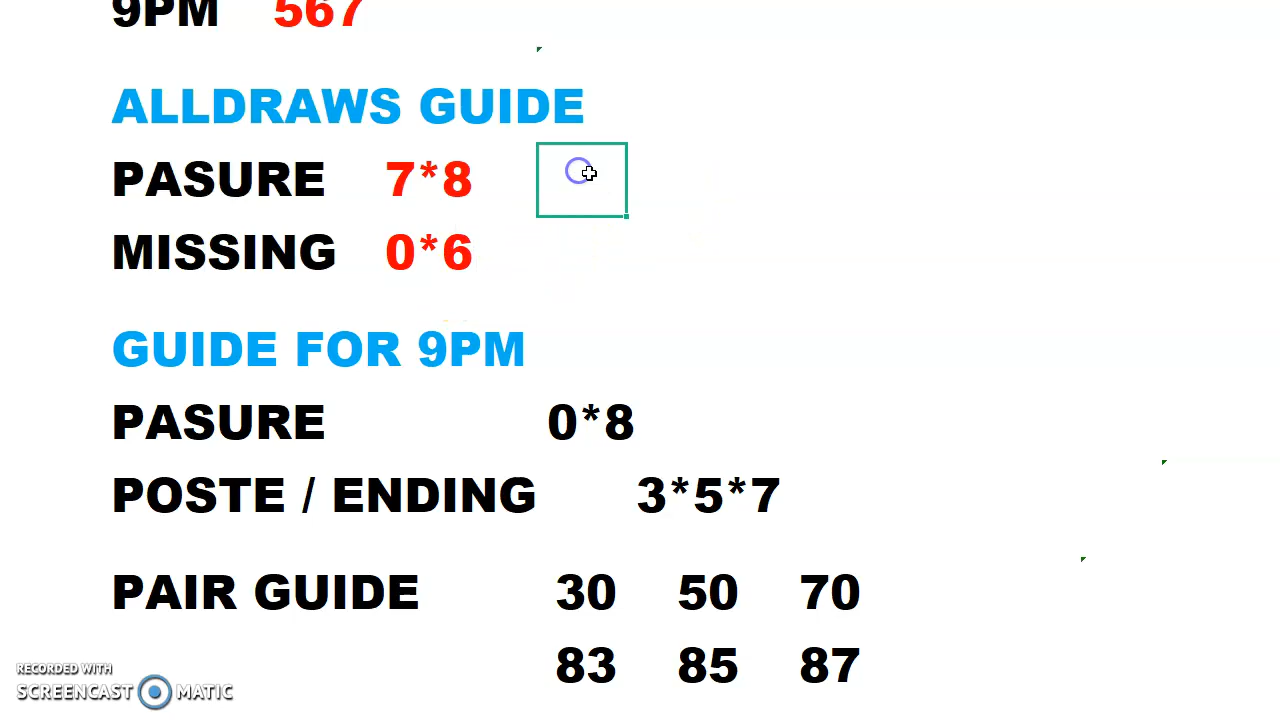 9PM 567
ALLDRAWS GUIDE
PASURE 7*8
MISSING 0*6
GUIDE FOR 9PM
PASURE 0*8
POSTE / ENDING 3*5*7
PAIR GUIDE 30 50 70
83 85 87
RECORDED WITH
SCREENCAST MATIC